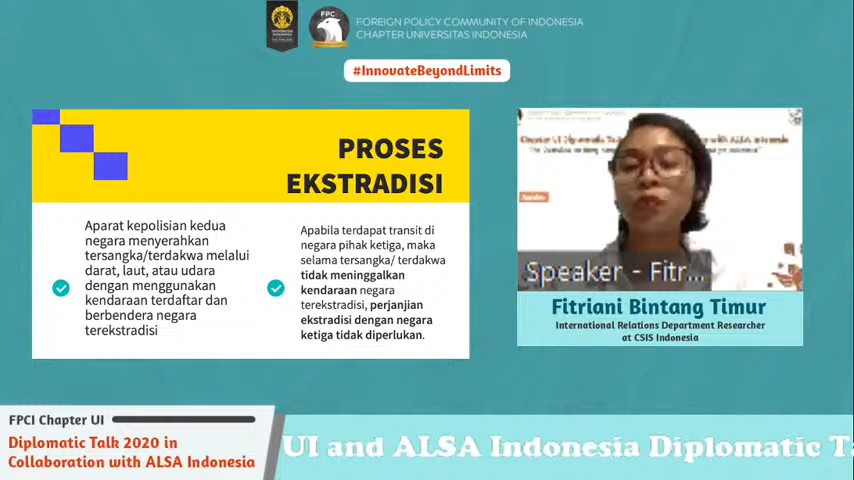 FPC
FOREIGN POLICY COMMUNITY OF INDONESIA
CHAPTER UNIVERSITAS INDONESIA
#InnovateBeyondLimits
PROSES
EKSTRADISI
Aparat kepolisian kedua
negara menyerahkan
tersangka/terdakwa melalui
darat, laut, atau udara
dengan menggunakan
kendaraan terdaftar dan
berbendera negara
terekstradisi
Apabila terdapat transit di
negara pihak ketiga, maka
selama tersangka/ terdakwa
tidak meninggalkan
kendaraan negara
terekstradisi, perjanjian
ekstradisi dengan negara
ketiga tidak diperlukan.
Speaker - Fitr...
Fitriani Bintang Timur
International Relations Department Researcher
at CSIS Indonesia
FPCI Chapter UI
Diplomatic Talk 2020 in
Collaboration with ALSA Indonesia
UI and ALSA Indonesia Diplomatic Ta